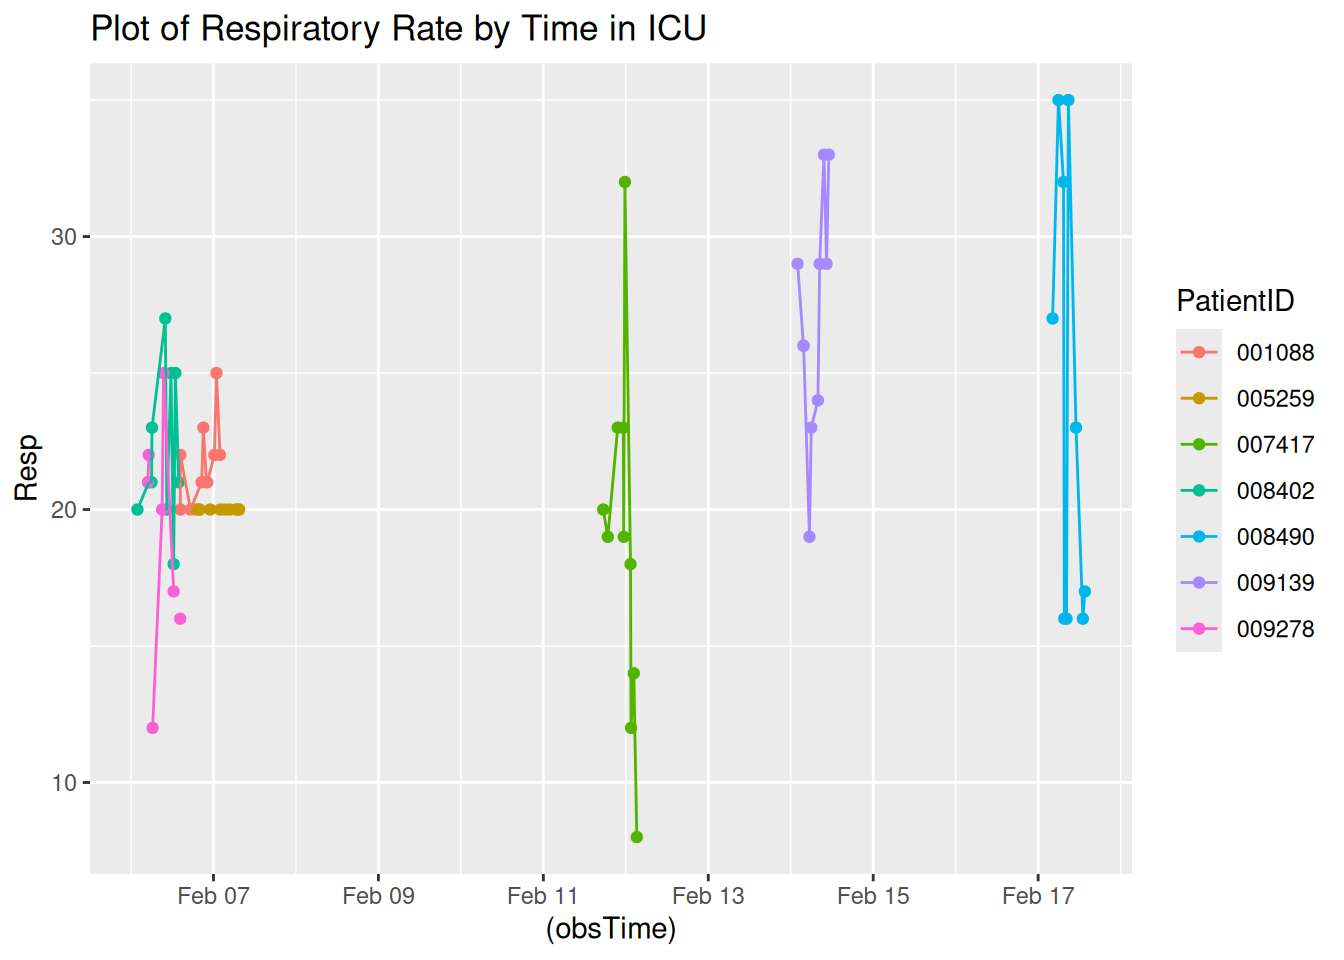 Plot of Respiratory Rate by Time in ICU
Resp
30
20
10
Feb 07
Feb 09
Feb 11
Feb 13
Feb 15
Feb 17
(obsTime)
PatientID
001088
005259
007417
008402
008490
009139
009278